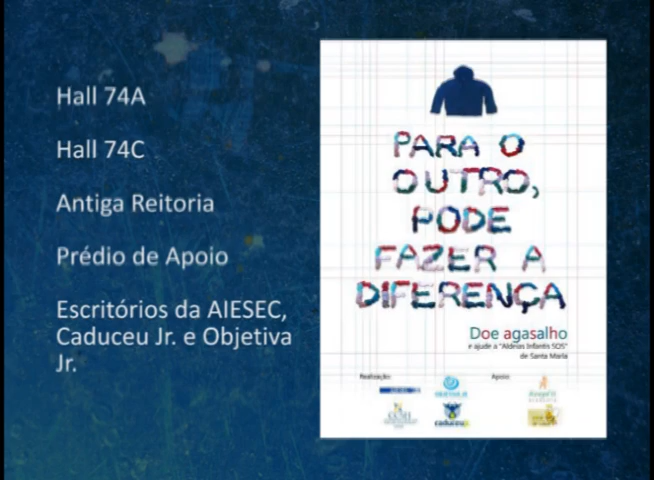 Hall 74A
Hall 74C
Antiga Reitoria
Prédio de Apoio
Escritórios da AIESEC,
Caduceu Jr. e Objetiva
Jr.
PARA O
OUTRO,
PODE
FAZER A
DIFERENÇA
Doe agasalho
e ajude a "Aldeias Infantis SOS"
de Santa Maria
Realização:
Apoio:
caduceu